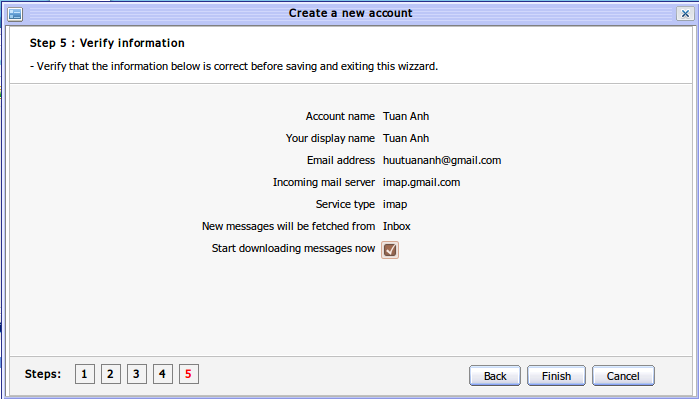 Create a new account
Step 5 : Verify information
- Verify that the information below is correct before saving and exiting this wizzard.
Account name Tuan Anh
Your display name Tuan Anh
Email address huutuananh@gmail.com
Incoming mail server imap.gmail.com
Service type imap
New messages will be fetched from Inbox
Start downloading messages now
Steps: 1 2 3 4 5 Back Finish Cancel